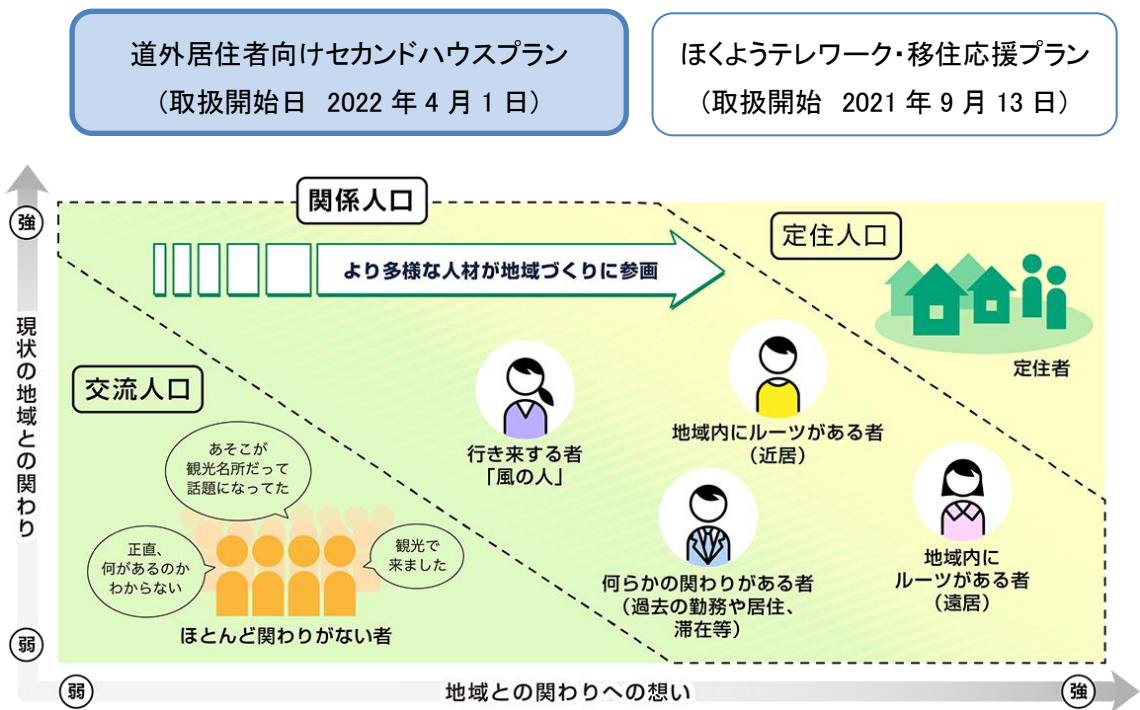 道外居住者向けセカンドハウスプラン
（取扱開始日 2022 年 4 月 1 日）
ほくようテレワーク・移住応援プラン
（取扱開始 2021 年 9 月 13 日）
関係人口
強
定住人口
より多様な人材が地域づくりに参画
現状の地域との関わり
定住者
交流人口
地域内にルーツがある者
（近居）
行き来する者
「風の人」
あそこが
観光名所だって
話題になってた
正直、
何があるのか
わからない
観光で
来ました
地域内に
ルーツがある者
（遠居）
何らかの関わりがある者
（過去の勤務や居住、
滞在等）
ほとんど関わりがない者
弱
弱
地域との関わりへの想い
強